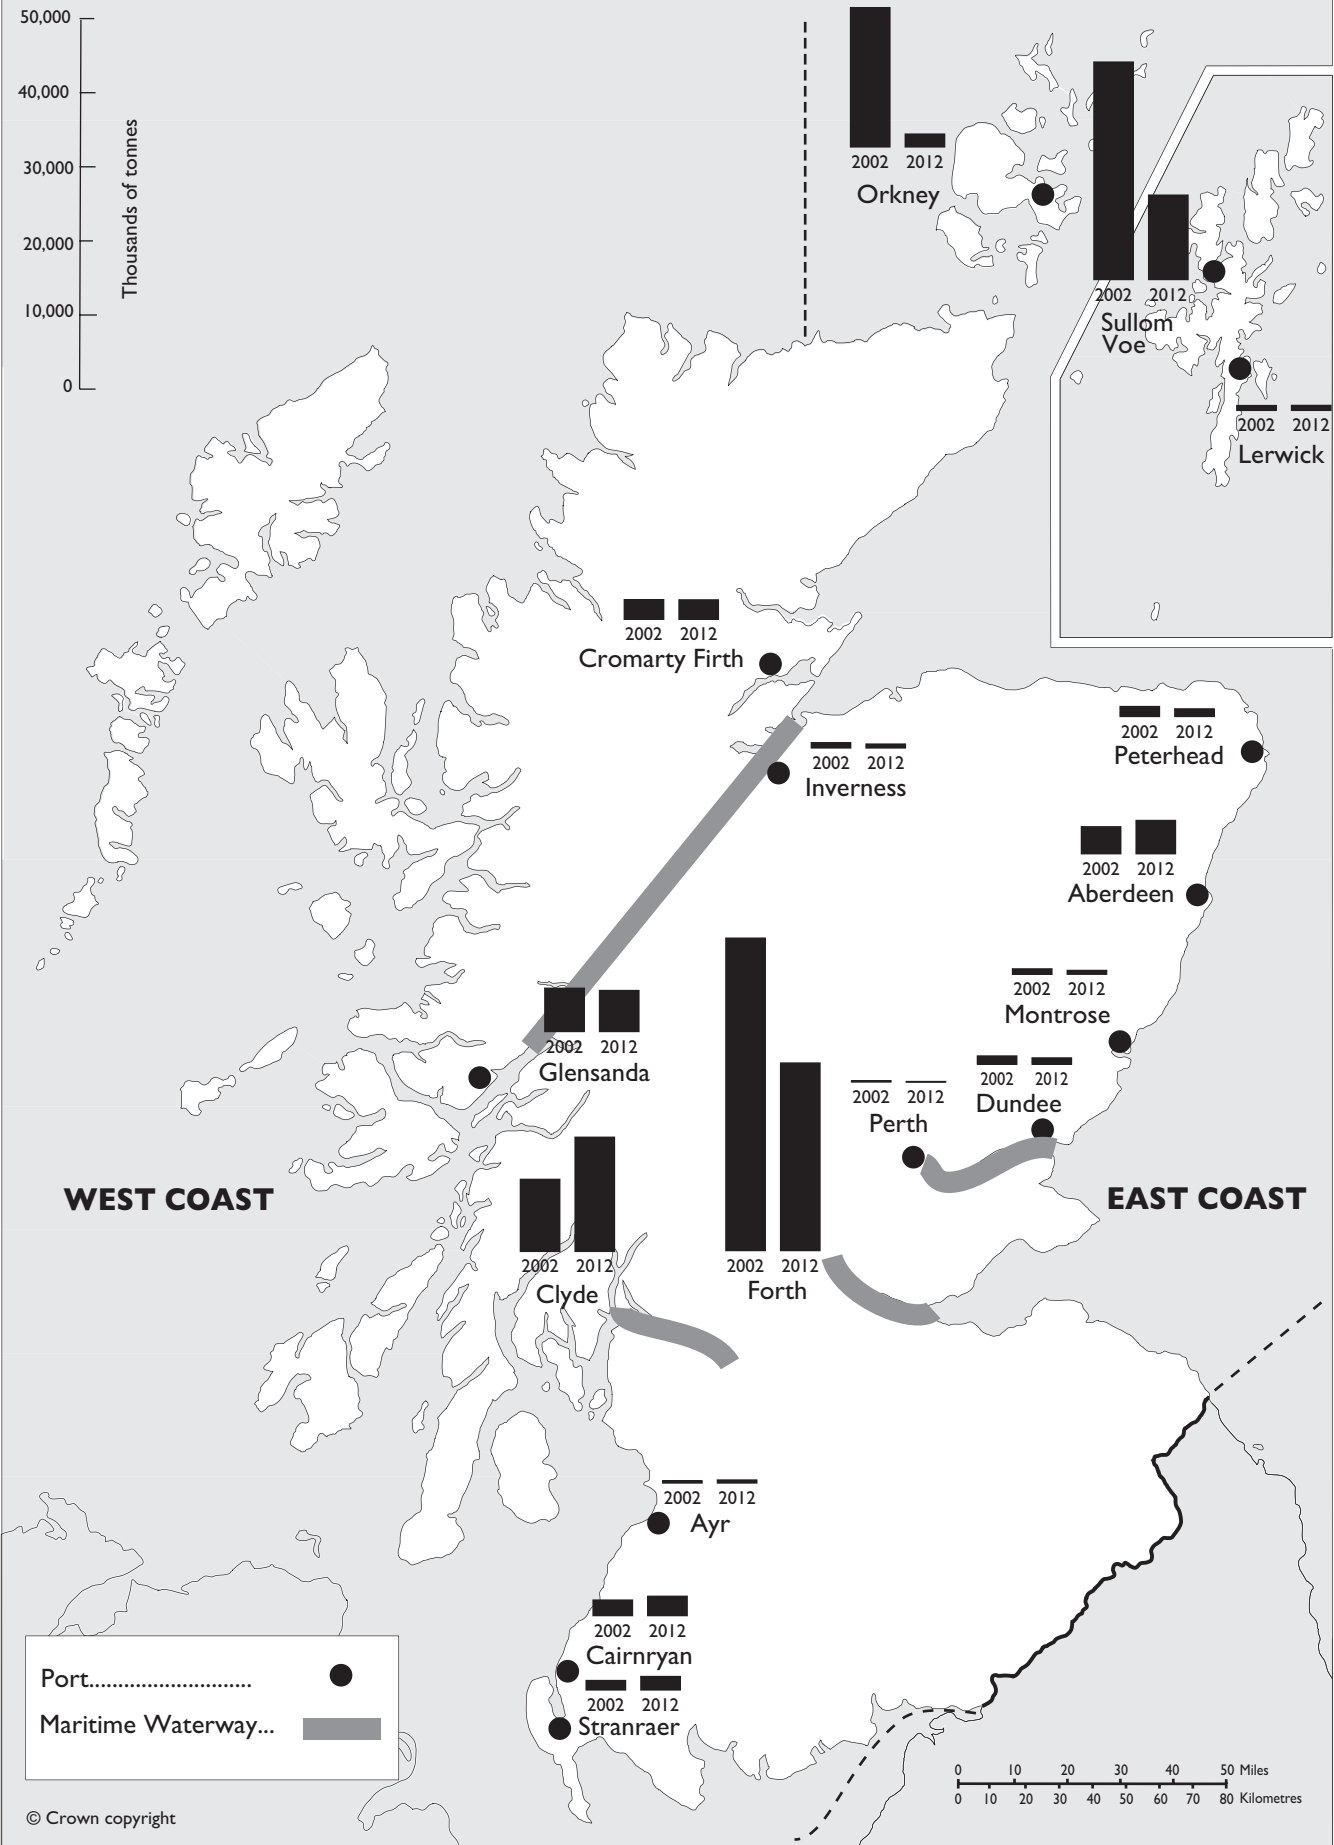 50,000
40,000
30,000
20,000
10,000
0
Thousands of tonnes
2002 2012
Orkney
2002 2012
Sullom
Voe
2002 2012
Lerwick
2002 2012
Cromarty Firth
2002 2012
Peterhead
2002 2012
Inverness
2002 2012
Aberdeen
2002 2012
Montrose
2002 2012
Glensanda
2002 2012
Dundee
2002 2012
Perth
WEST COAST
EAST COAST
2002 2012
Clyde
2002 2012
Forth
2002 2012
Ayr
2002 2012
Cairnryan
2002 2012
Stranraer
Port............................
Maritime Waterway...
0 10 20 30 40 50 Miles
0 10 20 30 40 50 60 70 80 Kilometres
© Crown copyright